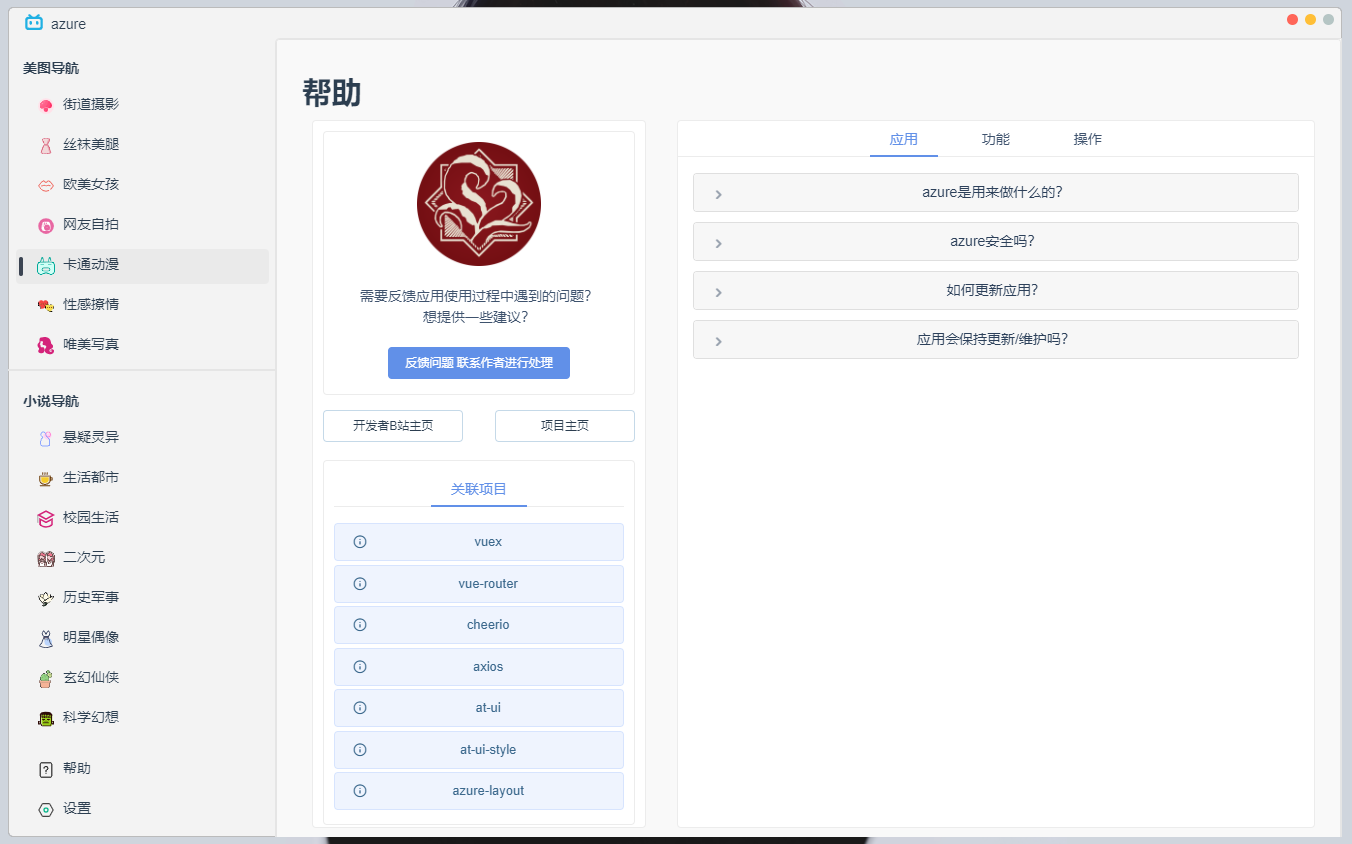 azure
美图导航
街道摄影
丝袜美腿
欧美女孩
网友自拍
卡通动漫
性感撩情
唯美写真
小说导航
悬疑灵异
生活都市
校园生活
二次元
历史军事
明星偶像
玄幻仙侠
科学幻想
帮助
设置
帮助
需要反馈应用使用过程中遇到的问题?
想提供一些建议?
反馈问题 联系作者进行处理
开发者B站主页
项目主页
关联项目
vuex
vue-router
cheerio
axios
at-ui
at-ui-style
azure-layout
应用 功能 操作
azure是用来做什么的?
azure安全吗?
如何更新应用?
应用会保持更新/维护吗?